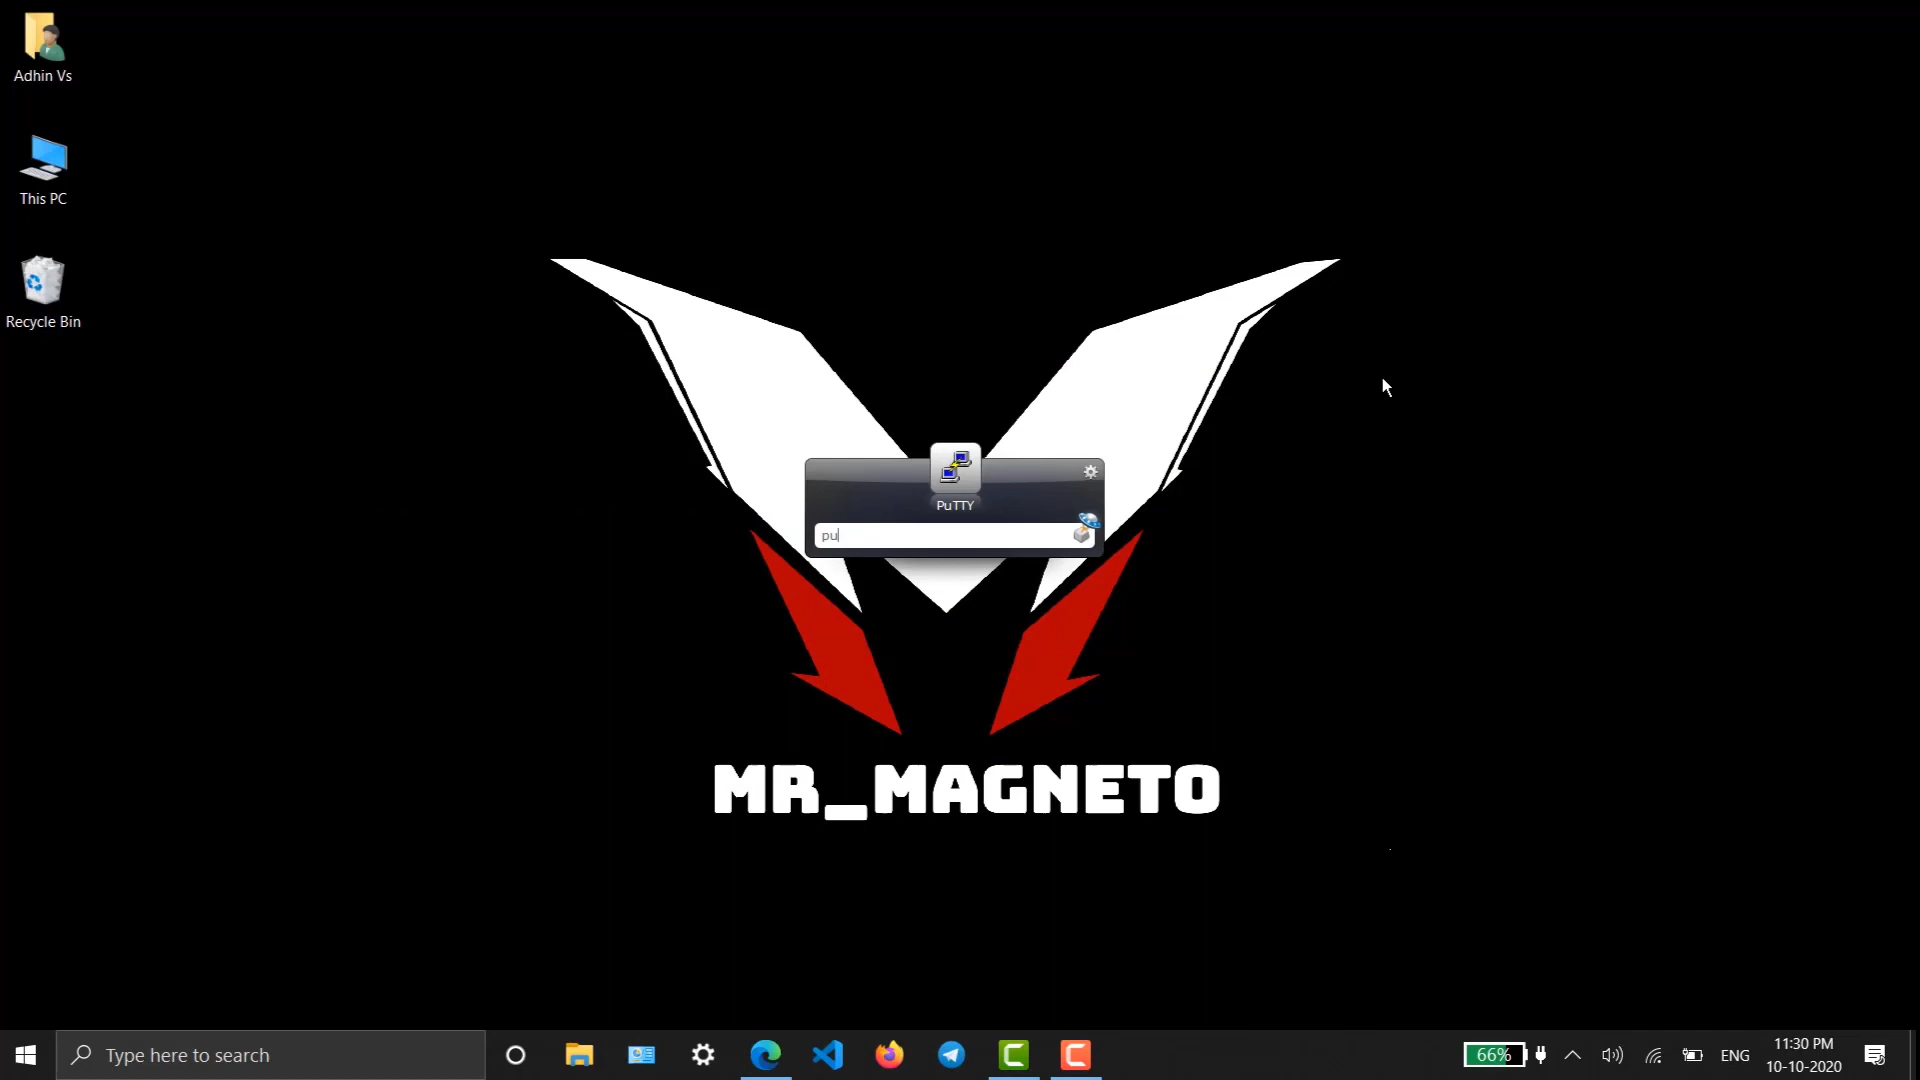 Adhin Vs
This PC
Recycle Bin
PuTTY
pu
MR_MAGNETO
Type here to search
66%
ENG
11:30 PM
10-10-2020